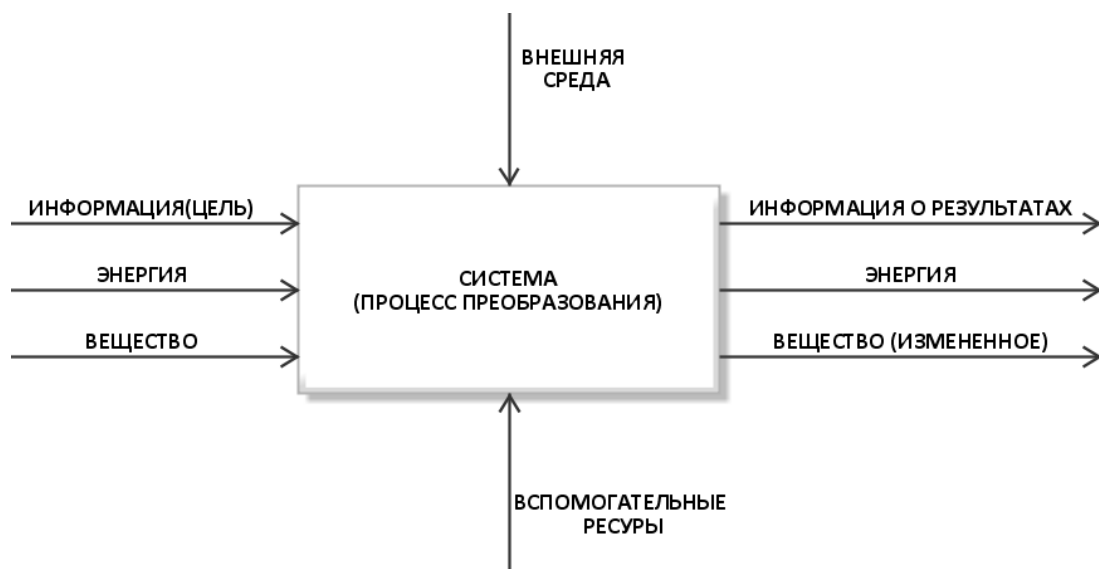 ВНЕШНЯЯ
СРЕДА
ИНФОРМАЦИЯ(ЦЕЛЬ)
ИНФОРМАЦИЯ О РЕЗУЛЬТАТАХ
ЭНЕРГИЯ
СИСТЕМА
(ПРОЦЕСС ПРЕОБРАЗОВАНИЯ)
ЭНЕРГИЯ
ВЕЩЕСТВО
ВЕЩЕСТВО (ИЗМЕНЕННОЕ)
ВСПОМОГАТЕЛЬНЫЕ
РЕСУРЫ